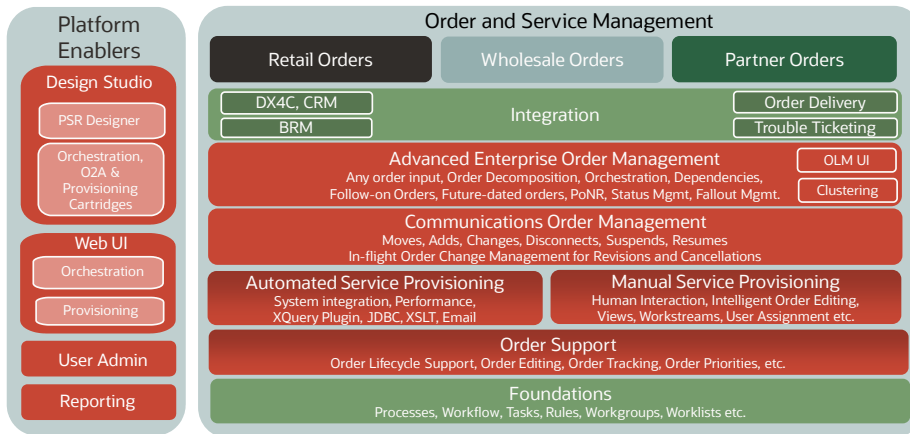 Platform
Enablers
Design Studio
PSR Designer
Orchestration,
O2A &
Provisioning
Cartridges
Web UI
Orchestration
Provisioning
User Admin
Reporting
Order and Service Management
Retail Orders
Wholesale Orders
Partner Orders
DX4C, CRM
BRM
Integration
Order Delivery
Trouble Ticketing
Advanced Enterprise Order Management
Any order input, Order Decomposition, Orchestration, Dependencies,
Follow-on Orders, Future-dated orders, PoNR, Status Mgmt, Fallout Mgmt.
OLM UI
Clustering
Communications Order Management
Moves, Adds, Changes, Disconnects, Suspends, Resumes
In-flight Order Change Management for Revisions and Cancellations
Automated Service Provisioning
System integration, Performance,
XQuery Plugin, JDBC, XSLT, Email
Manual Service Provisioning
Human Interaction, Intelligent Order Editing,
Views, Workstreams, User Assignment etc.
Order Support
Order Lifecycle Support, Order Editing, Order Tracking, Order Priorities, etc.
Foundations
Processes, Workflow, Tasks, Rules, Workgroups, Worklists etc.